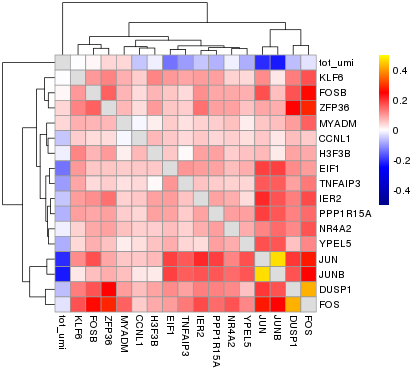 tot_umi
KLF6
FOSB
ZFP36
MYADM
CCNL1
H3F3B
EIF1
TNFAIP3
IER2
PPP1R15A
NR4A2
YPEL5
JUN
JUNB
DUSP1
FOS
0.4
0.2
0
-0.2
-0.4
tot_umi
KLF6
FOSB
ZFP36
MYADM
CCNL1
H3F3B
EIF1
TNFAIP3
IER2
PPP1R15A
NR4A2
YPEL5
JUN
JUNB
DUSP1
FOS